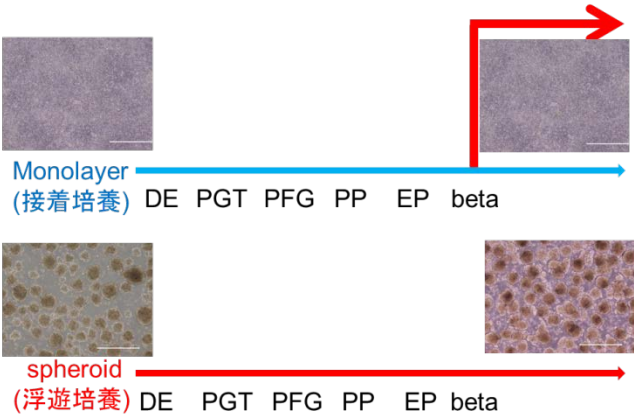 Monolayer
(接着培養) DE PGT PFG PP EP beta
spheroid
(浮遊培養) DE PGT PFG PP EP beta